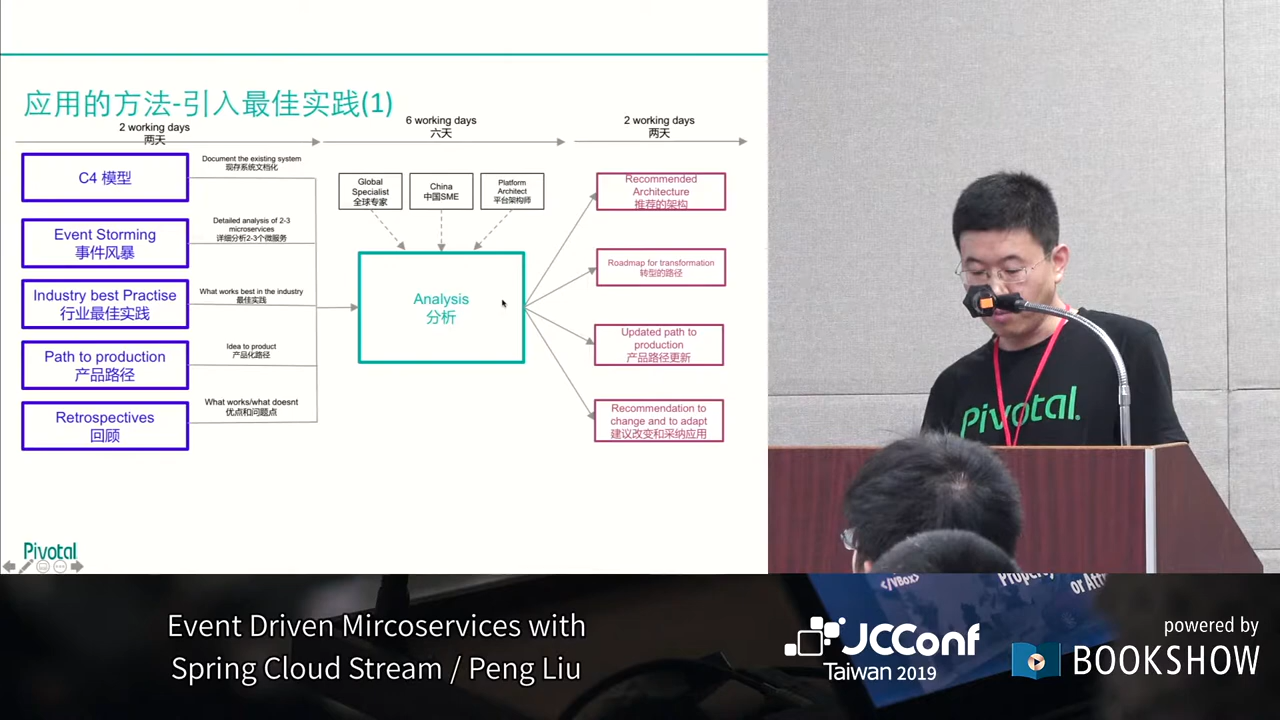 应用的方法-引入最佳实践(1)
2 working days
两天
6 working days
六天
2 working days
两天
C4 模型
Document the existing system
现存系统文档化
Event Storming
事件风暴
Detailed analysis of 2-3
microservices
详细分析2-3个微服务
Industry best Practise
行业最佳实践
What works best in the industry
最佳实践
Path to production
产品路径
Idea to product
产品化路径
Retrospectives
回顾
What works/what doesnt
优点和问题点
Global
Specialist
全球专家
China
中国SME
Platform
Architect
平台架构师
Analysis
分析
Recommended
Architecture
推荐的架构
Roadmap for transformation
转型的路径
Updated path to
production
产品路径更新
Recommendation to
change and to adapt
建议改变和采纳应用
Pivotal
Pivotal.
</VBox>
or
Event Driven Mircoservices with
Spring Cloud Stream / Peng Liu
JCConf
Taiwan 2019
powered by
BOOKSHOW